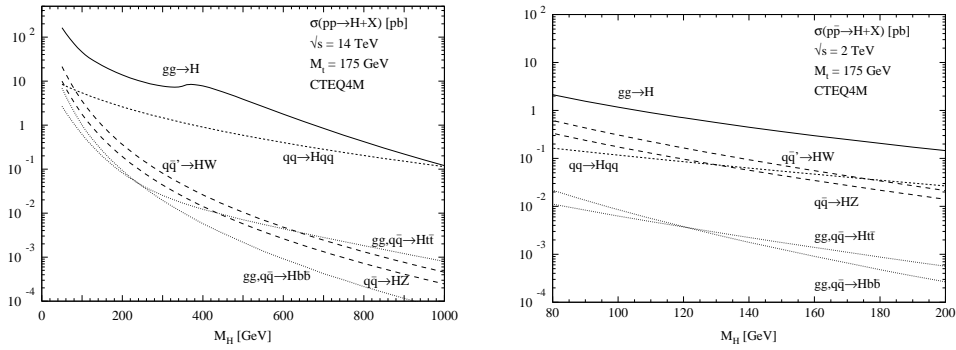 σ(pp→H+X) [pb]
√s = 14 TeV
Mt = 175 GeV
CTEQ4M
gg→H
qq→Hqq
qq̄'→HW
gg,qq̄→Htt̄
gg,qq̄→Hbb̄
qq̄→HZ
10 2
10
1
10 -1
10 -2
10 -3
10 -4
0 200 400 600 800 1000
MH [GeV]
σ(pp̄→H+X) [pb]
√s = 2 TeV
Mt = 175 GeV
CTEQ4M
gg→H
qq̄'→HW
qq→Hqq
qq̄→HZ
gg,qq̄→Htt̄
gg,qq̄→Hbb̄
10 2
10
1
10 -1
10 -2
10 -3
10 -4
80 100 120 140 160 180 200
MH [GeV]